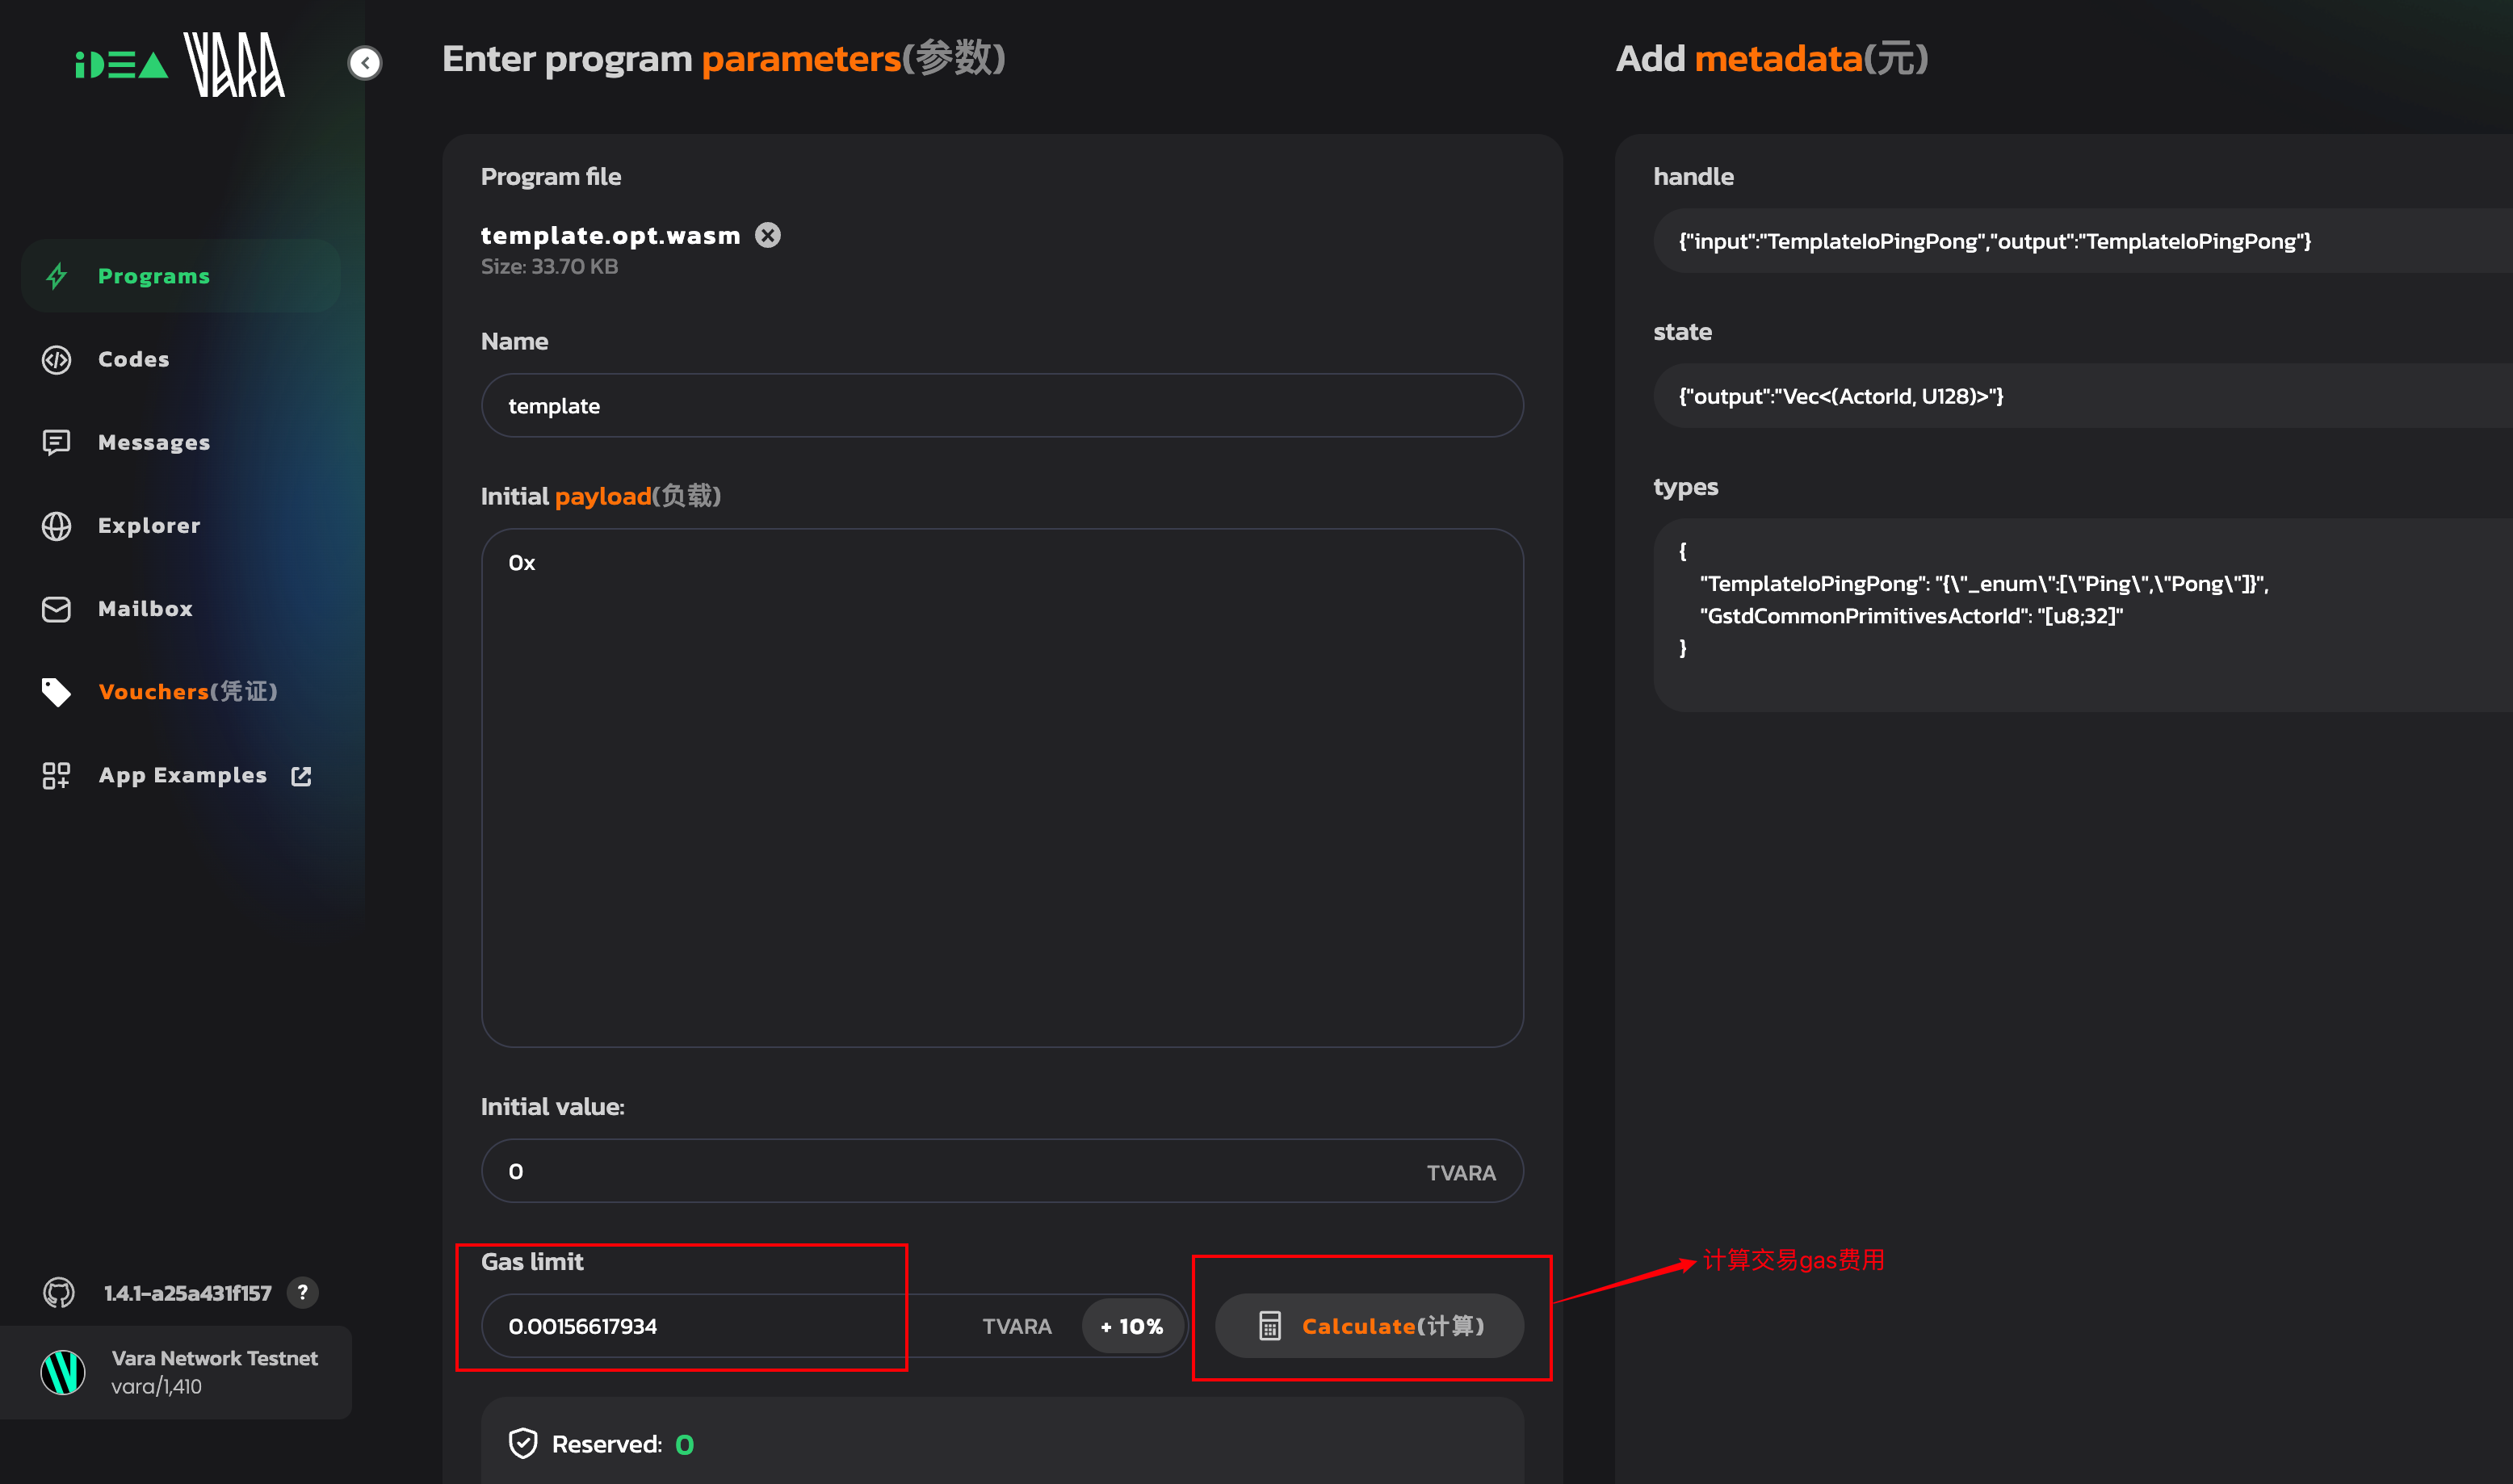 iDEA VARA
Programs
Codes
Messages
Explorer
Mailbox
Vouchers(凭证)
App Examples
1.4.1-a25a431f157 ?
Vara Network Testnet
vara/1,410
Enter program parameters(参数)
Program file
template.opt.wasm
Size: 33.70 KB
Name
template
Initial payload(负载)
0x
Initial value:
0 TVARA
Gas limit
0.00156617934 TVARA + 10%
Calculate(计算)
计算交易gas费用
Reserved: 0
Add metadata(元)
handle
{"input":"TemplateIoPingPong","output":"TemplateIoPingPong"}
state
{"output":"Vec<(ActorId, U128)>"}
types
{
"TemplateIoPingPong": "{\"_enum\":[\"Ping\",\"Pong\"]}",
"GstdCommonPrimitivesActorId": "[u8;32]"
}